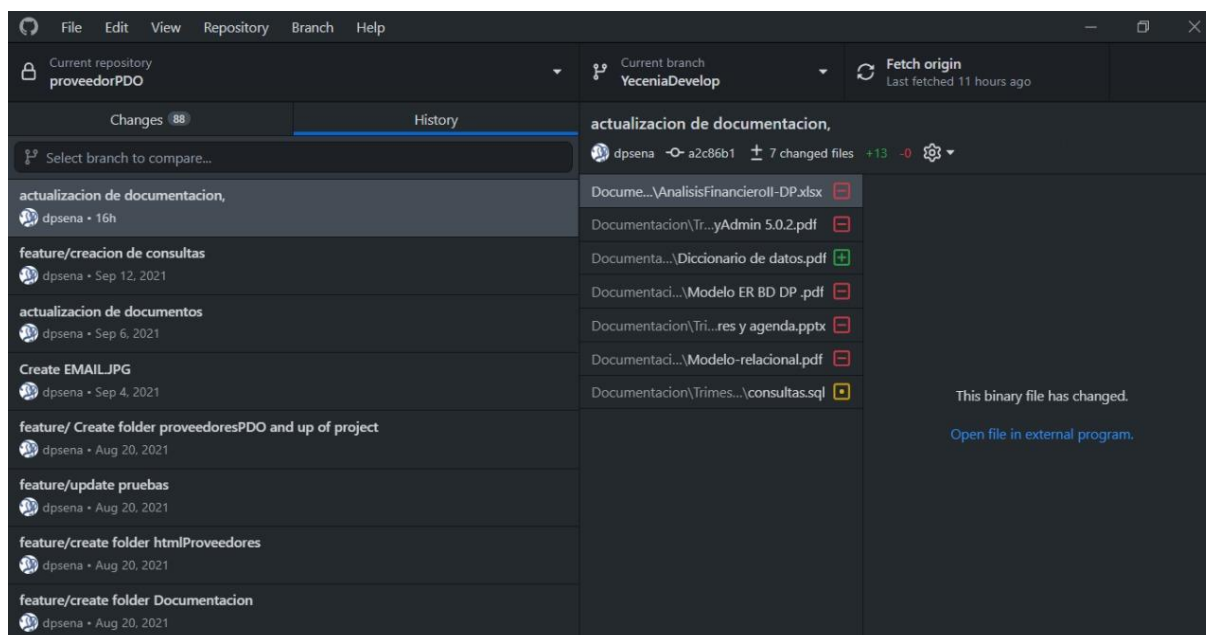 File Edit View Repository Branch Help
Current repository
proveedorPDO
Current branch
YeceniaDevelop
Fetch origin
Last fetched 11 hours ago
Changes 88
History
Select branch to compare...
actualizacion de documentacion,
dpsena • 16h
feature/creacion de consultas
dpsena • Sep 12, 2021
actualizacion de documentos
dpsena • Sep 6, 2021
Create EMAIL.JPG
dpsena • Sep 4, 2021
feature/ Create folder proveedoresPDO and up of project
dpsena • Aug 20, 2021
feature/update pruebas
dpsena • Aug 20, 2021
feature/create folder htmlProveedores
dpsena • Aug 20, 2021
feature/create folder Documentacion
dpsena • Aug 20, 2021
actualizacion de documentacion,
dpsena a2c86b1 7 changed files +13 -0
Docume...\AnalisisFinancieroII-DP.xlsx
Documentacion\Tr...yAdmin 5.0.2.pdf
Documenta...\Diccionario de datos.pdf
Documentaci...\Modelo ER BD DP .pdf
Documentacion\Tri...res y agenda.pptx
Documentaci...\Modelo-relacional.pdf
Documentacion\Trimes...\consultas.sql
This binary file has changed.
Open file in external program.